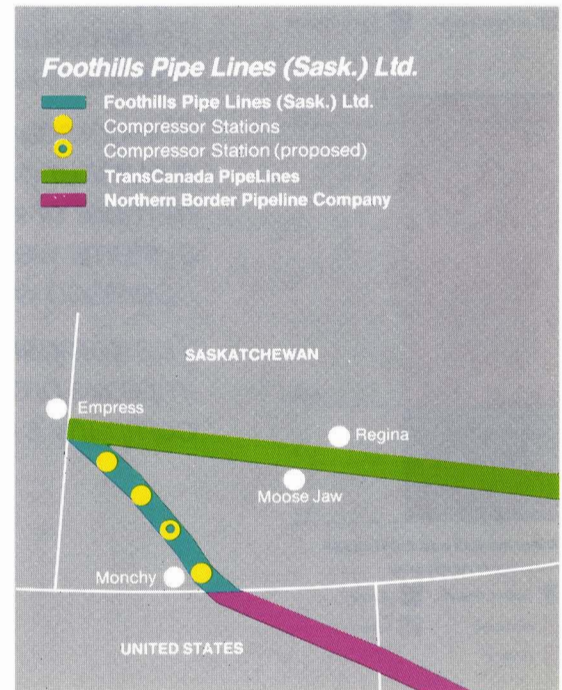 Foothills Pipe Lines (Sask.) Ltd.
Foothills Pipe Lines (Sask.) Ltd.
Compressor Stations
Compressor Station (proposed)
TransCanada PipeLines
Northern Border Pipeline Company
SASKATCHEWAN
Empress
Regina
Moose Jaw
Monchy
UNITED STATES